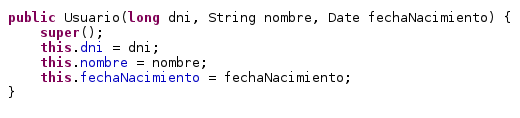 public Usuario(long dni, String nombre, Date fechaNacimiento) {
    super();
    this.dni = dni;
    this.nombre = nombre;
    this.fechaNacimiento = fechaNacimiento;
}